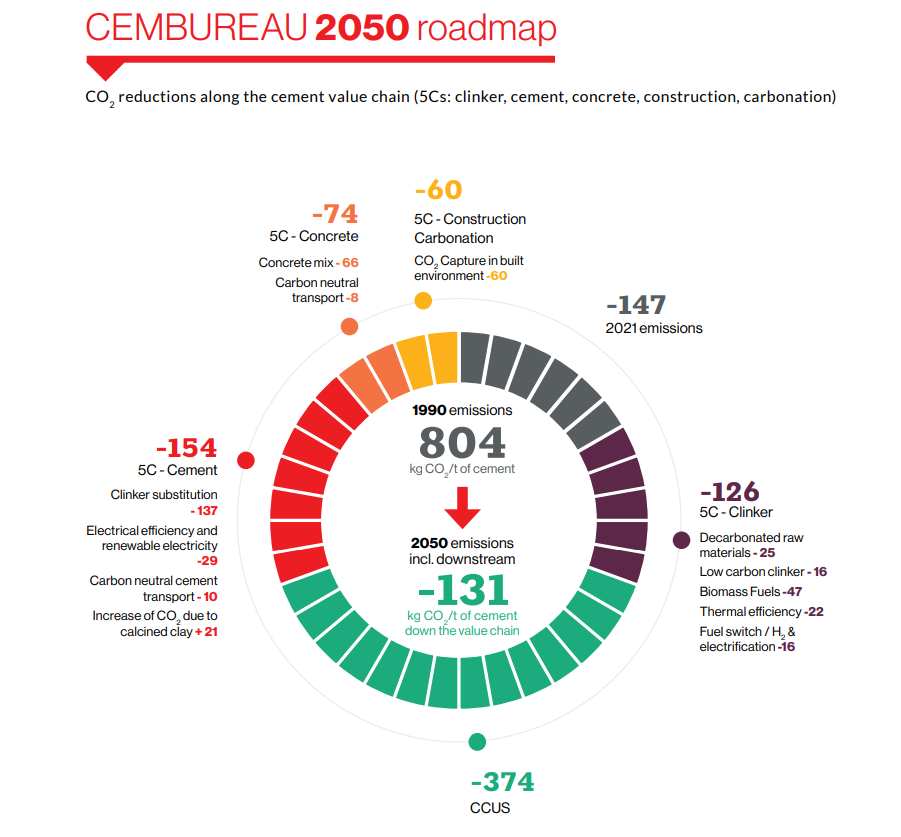 CEMBUREAU 2050 roadmap
CO2 reductions along the cement value chain (5Cs: clinker, cement, concrete, construction, carbonation)
-60
5C - Construction
Carbonation
CO2 Capture in built
environment -60
-74
5C - Concrete
Concrete mix - 66
Carbon neutral
transport -8
-147
2021 emissions
1990 emissions
804
kg CO2/t of cement
2050 emissions
incl. downstream
-131
kg CO2/t of cement
down the value chain
-154
5C - Cement
Clinker substitution
- 137
Electrical efficiency and
renewable electricity
-29
Carbon neutral cement
transport - 10
Increase of CO2 due to
calcined clay + 21
-126
5C - Clinker
Decarbonated raw
materials - 25
Low carbon clinker - 16
Biomass Fuels -47
Thermal efficiency -22
Fuel switch / H2 &
electrification -16
-374
CCUS